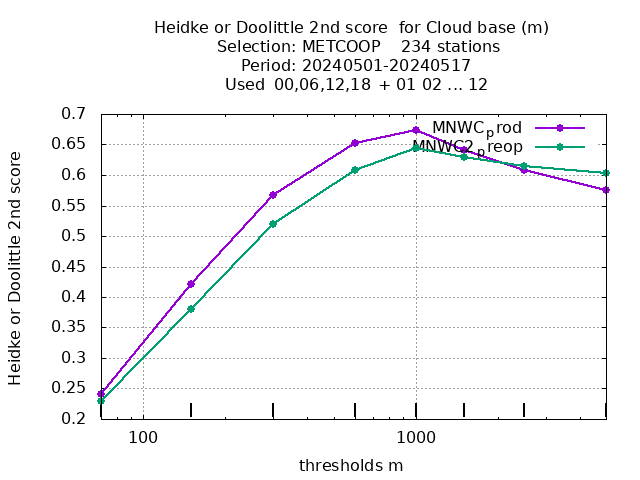 Heidke or Doolittle 2nd score  for Cloud base (m)
Selection: METCOOP    234 stations
Period: 20240501-20240517
Used  00,06,12,18 + 01 02 ... 12
MNWC_prod
MNWC2_preop
0.7
0.65
0.6
0.55
0.5
0.45
0.4
0.35
0.3
0.25
0.2
Heidke or Doolittle 2nd score
100
1000
thresholds m